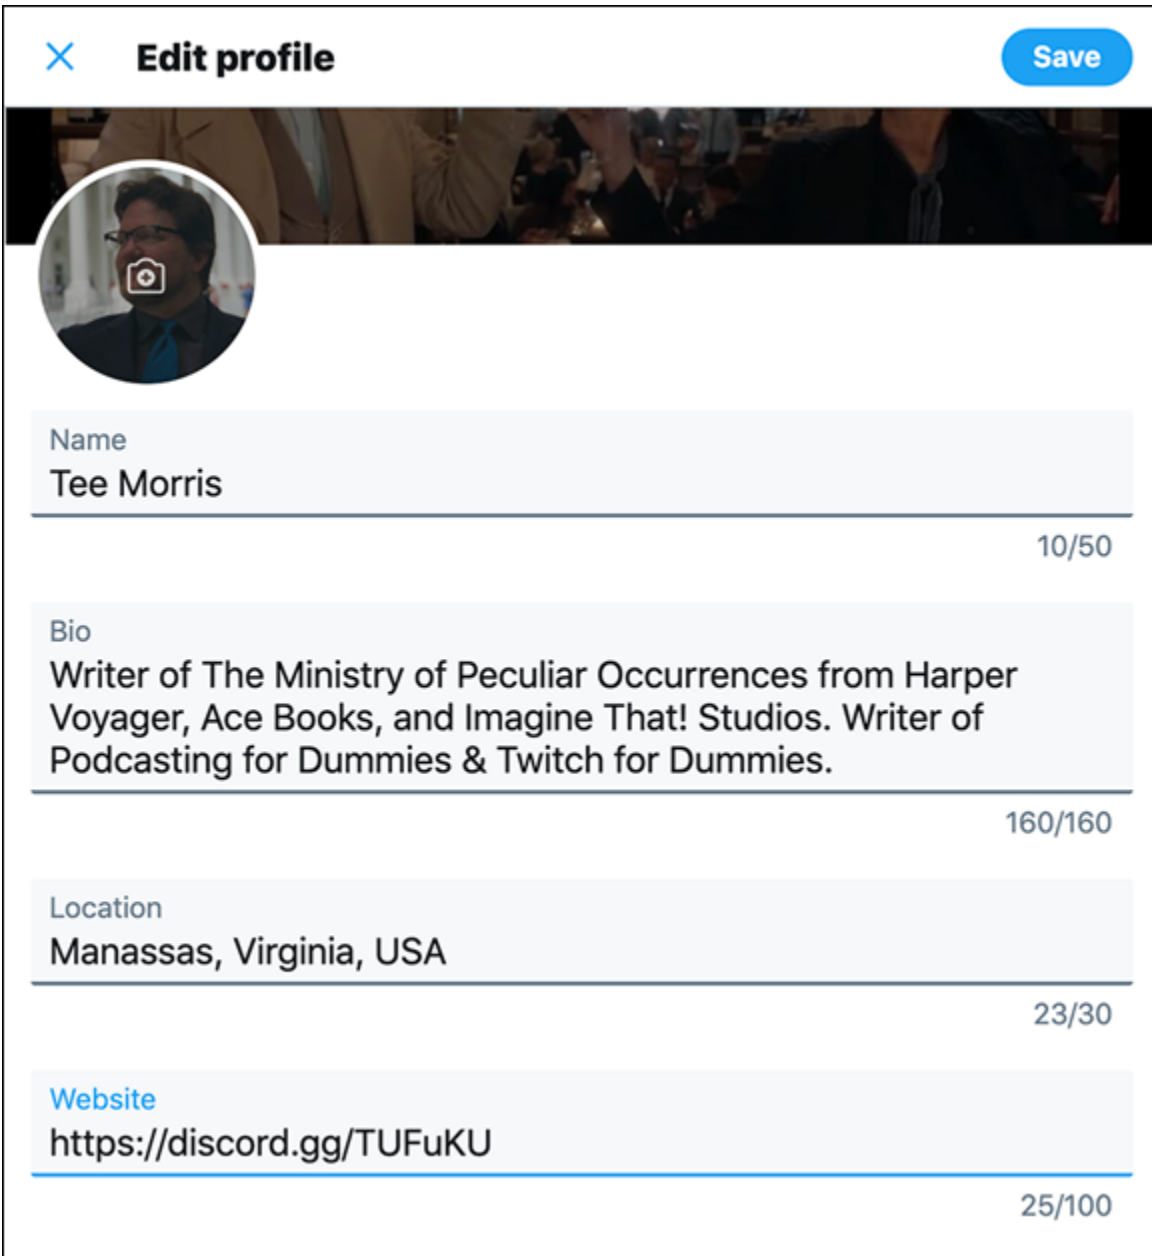 Edit profile
Save
Name
Tee Morris
10/50
Bio
Writer of The Ministry of Peculiar Occurrences from Harper
Voyager, Ace Books, and Imagine That! Studios. Writer of
Podcasting for Dummies & Twitch for Dummies.
160/160
Location
Manassas, Virginia, USA
23/30
Website
https://discord.gg/TUFuKU
25/100